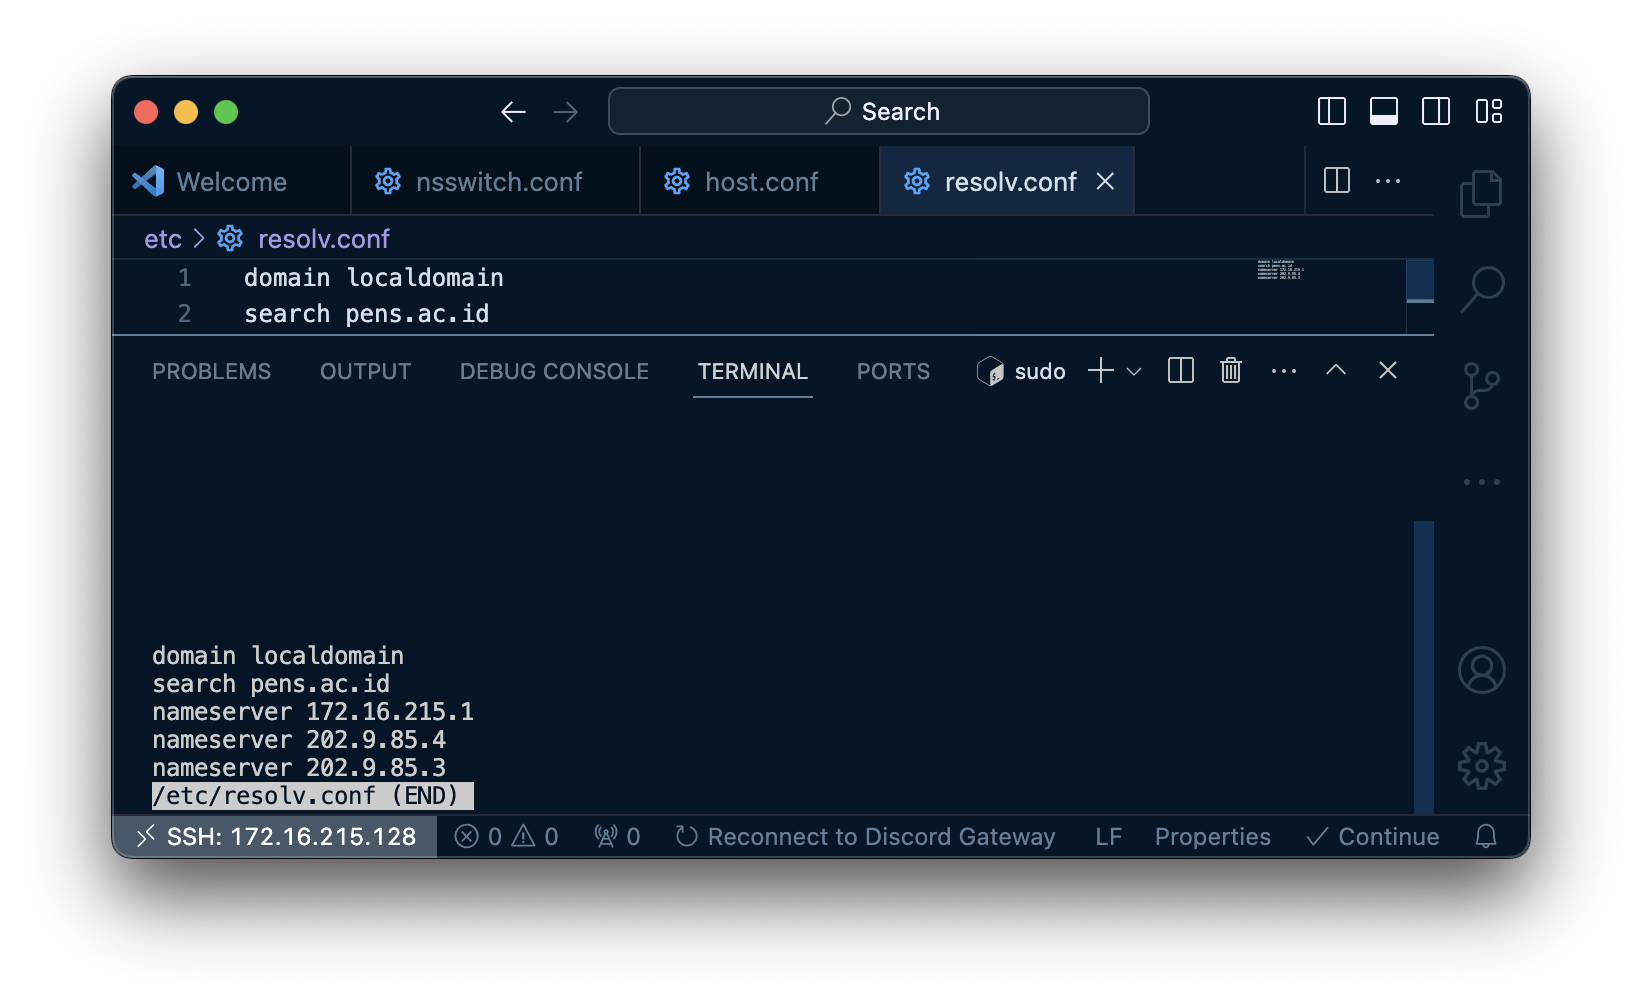 Search
Welcome
nsswitch.conf
host.conf
resolv.conf
etc > resolv.conf
1 domain localdomain
2 search pens.ac.id
PROBLEMS OUTPUT DEBUG CONSOLE TERMINAL PORTS sudo
domain localdomain
search pens.ac.id
nameserver 172.16.215.1
nameserver 202.9.85.4
nameserver 202.9.85.3
/etc/resolv.conf (END)
SSH: 172.16.215.128 0 0 0 Reconnect to Discord Gateway LF Properties Continue